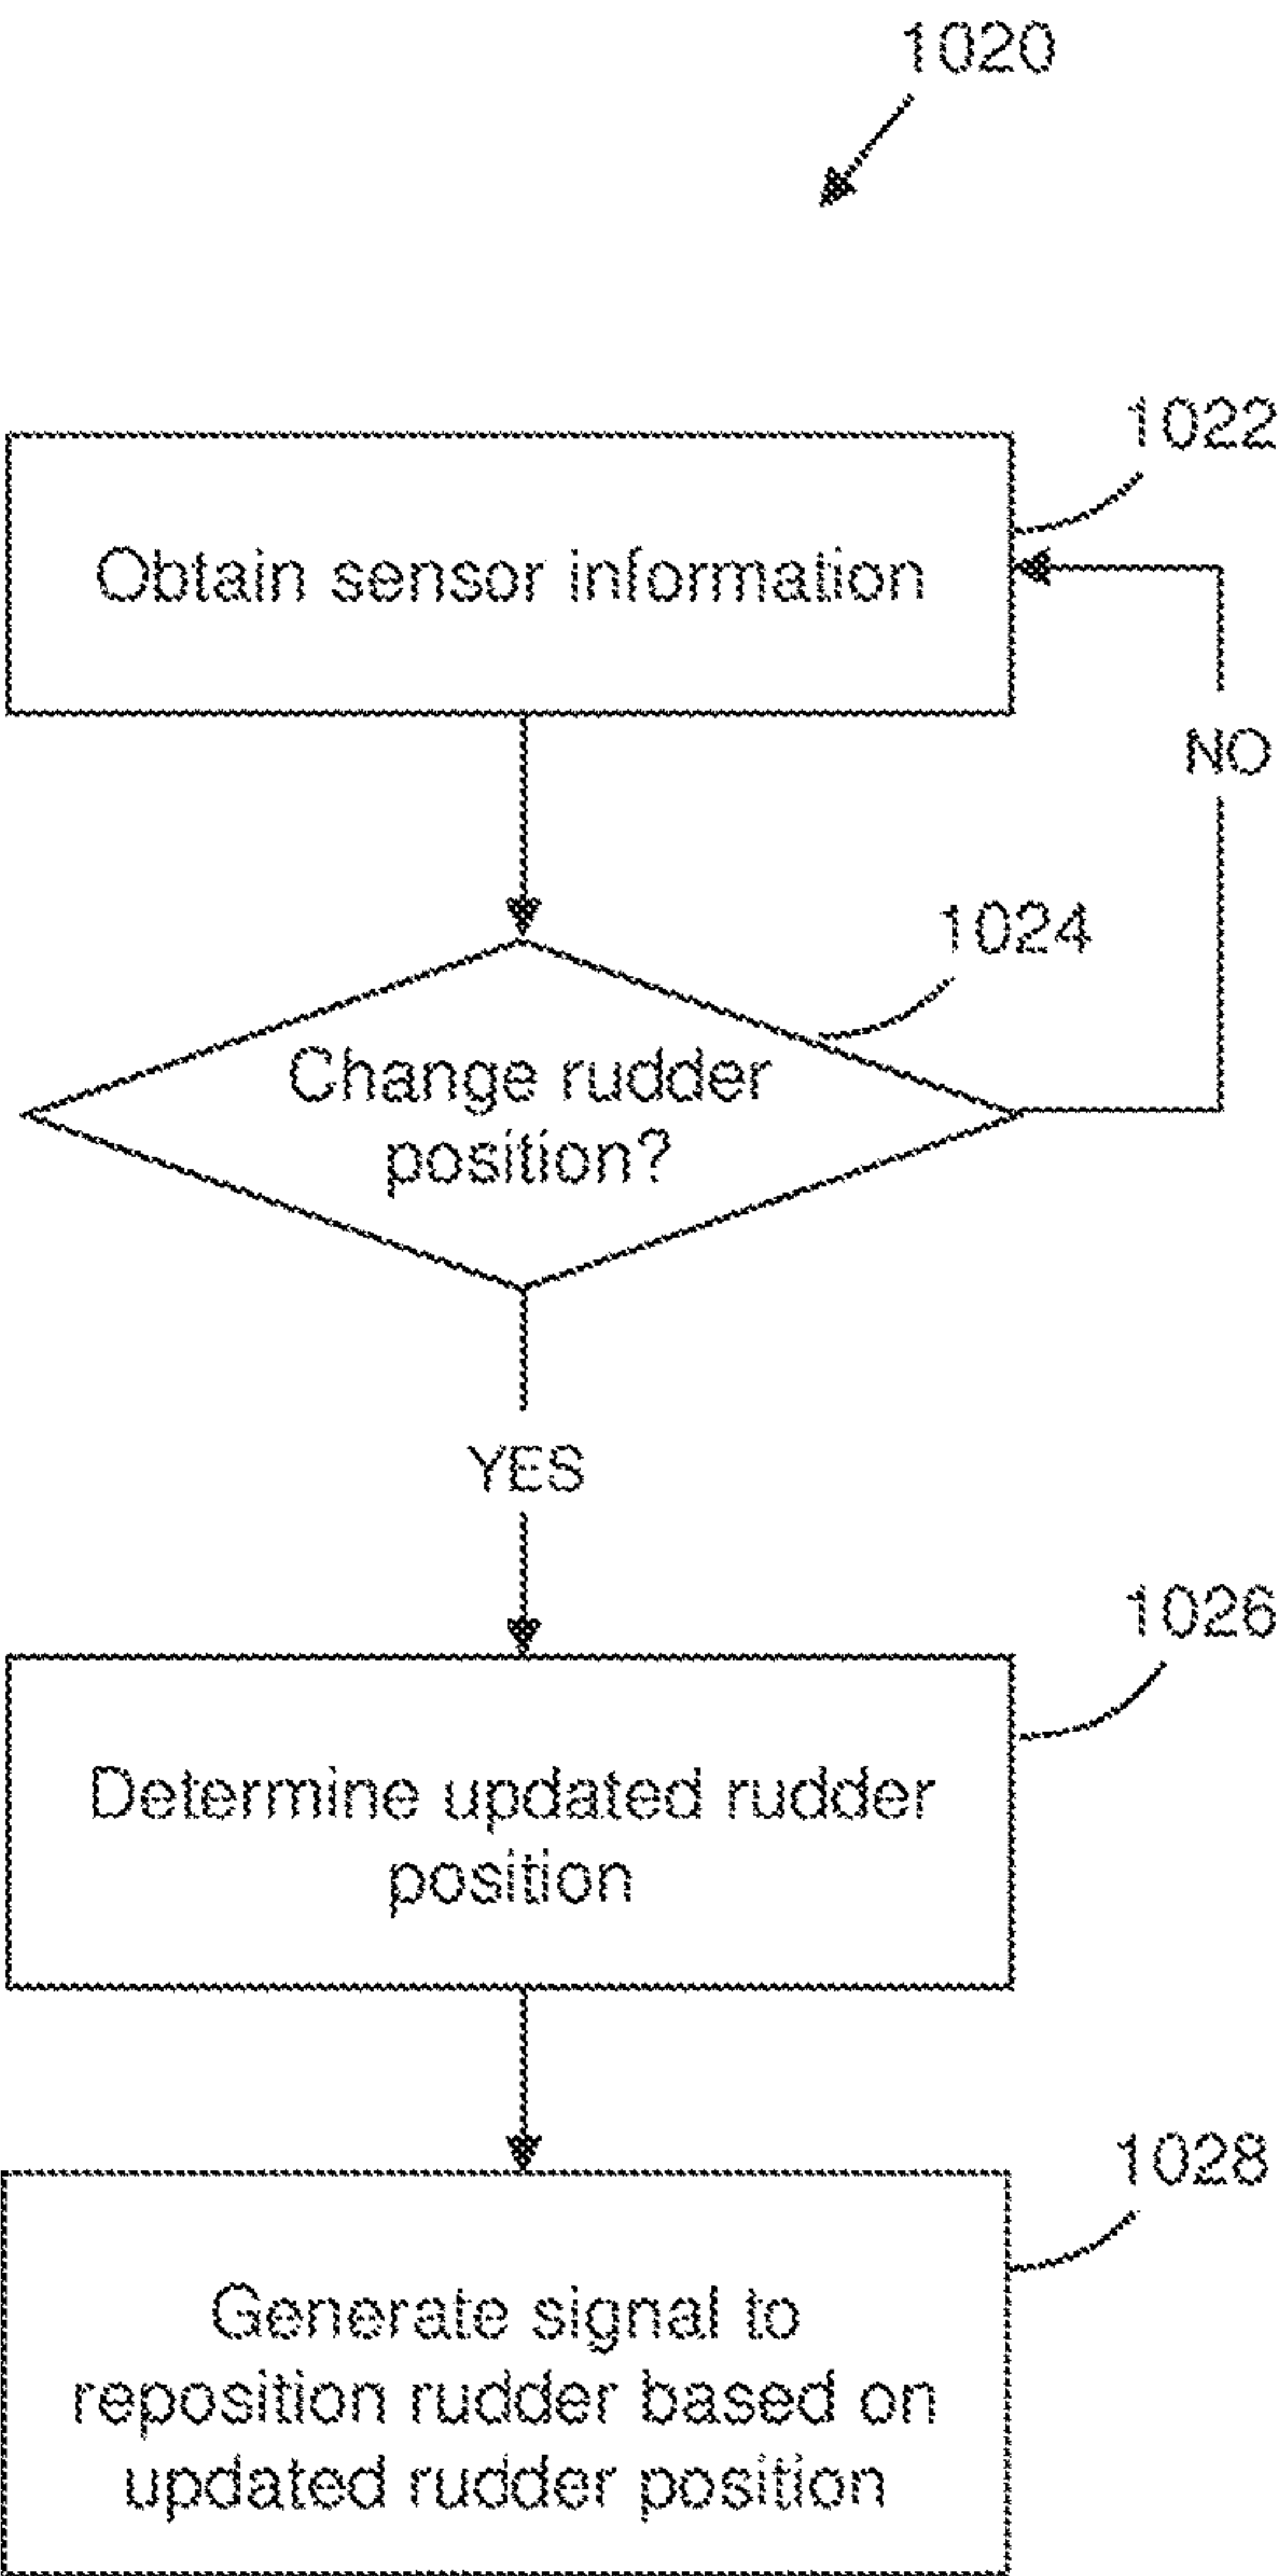 1020
1022
Obtain sensor information
NO
1024
Change rudder
position?
YES
1026
Determine updated rudder
position
1028
Generate signal to
reposition rudder based on
updated rudder position